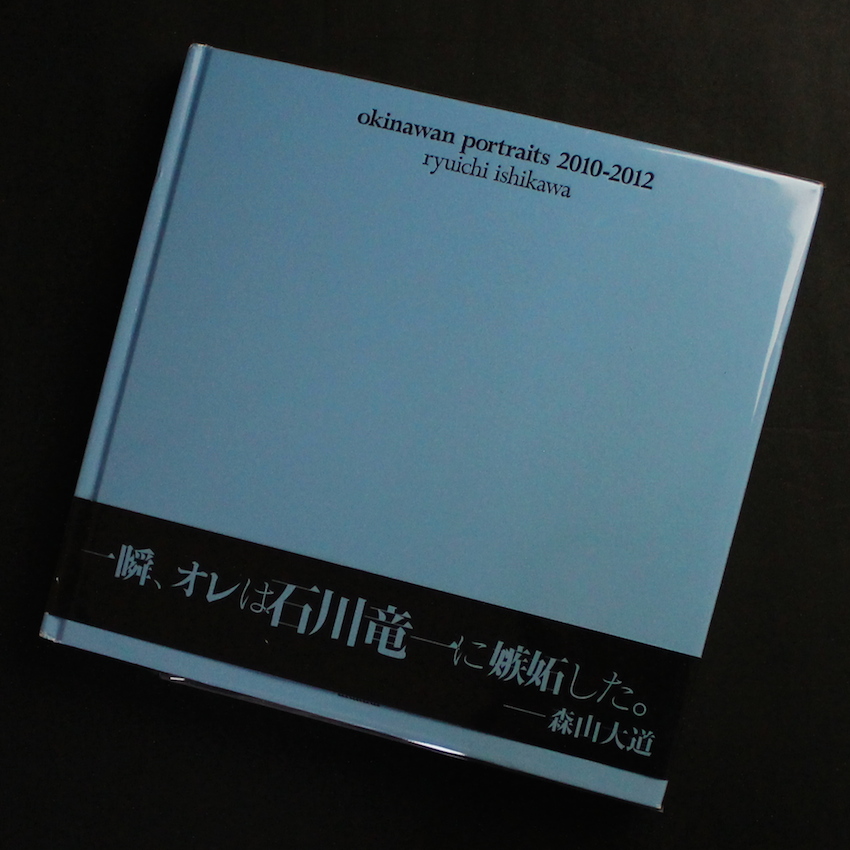 okinawan portraits 2010-2012
ryuichi ishikawa
一瞬、オレは石川竜一に嫉妬した。
──森山大道